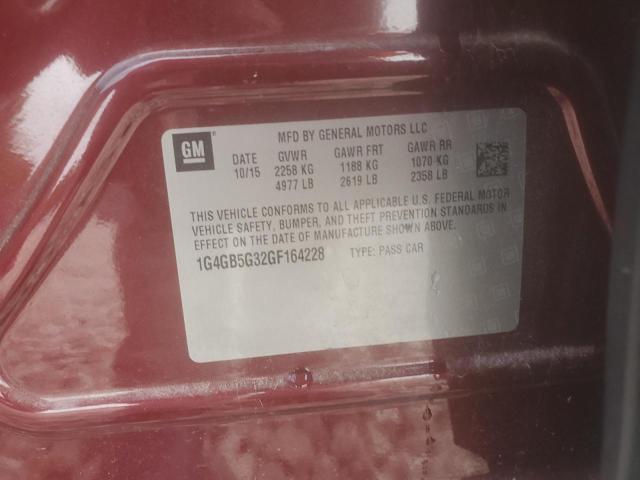 GM ®
MFD BY GENERAL MOTORS LLC
DATE GVWR GAWR FRT GAWR RR
10/15 2258 KG 1188 KG 1070 KG
4977 LB 2619 LB 2358 LB
THIS VEHICLE CONFORMS TO ALL APPLICABLE U.S. FEDERAL MOTOR
VEHICLE SAFETY, BUMPER, AND THEFT PREVENTION STANDARDS IN
EFFECT ON THE DATE OF MANUFACTURE SHOWN ABOVE.
1G4GB5G32GF164228 TYPE: PASS CAR